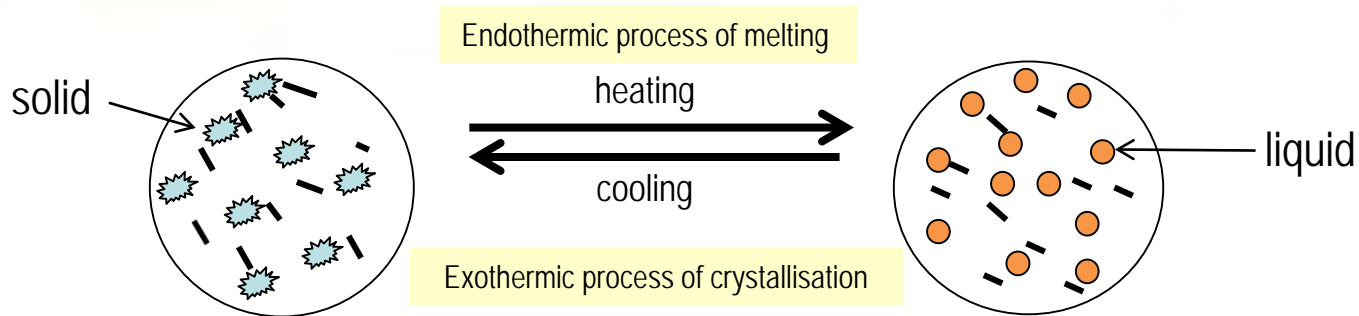 Endothermic process of melting
solid
heating
cooling
liquid
Exothermic process of crystallisation